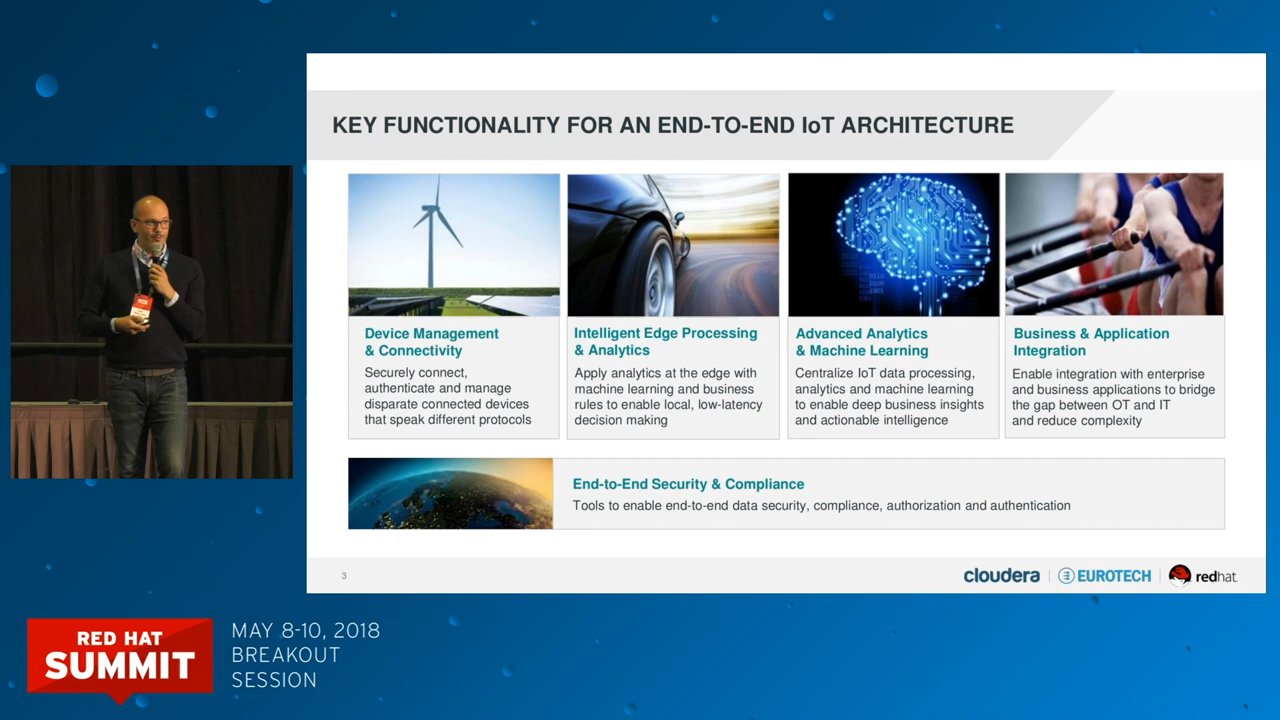 KEY FUNCTIONALITY FOR AN END-TO-END IoT ARCHITECTURE
Device Management
& Connectivity
Securely connect,
authenticate and manage
disparate connected devices
that speak different protocols
Intelligent Edge Processing
& Analytics
Apply analytics at the edge with
machine learning and business
rules to enable local, low-latency
decision making
Advanced Analytics
& Machine Learning
Centralize IoT data processing,
analytics and machine learning
to enable deep business insights
and actionable intelligence
Business & Application
Integration
Enable integration with enterprise
and business applications to bridge
the gap between OT and IT
and reduce complexity
End-to-End Security & Compliance
Tools to enable end-to-end data security, compliance, authorization and authentication
3
cloudera
EUROTECH
redhat.
RED HAT
SUMMIT
MAY 8-10, 2018
BREAKOUT
SESSION